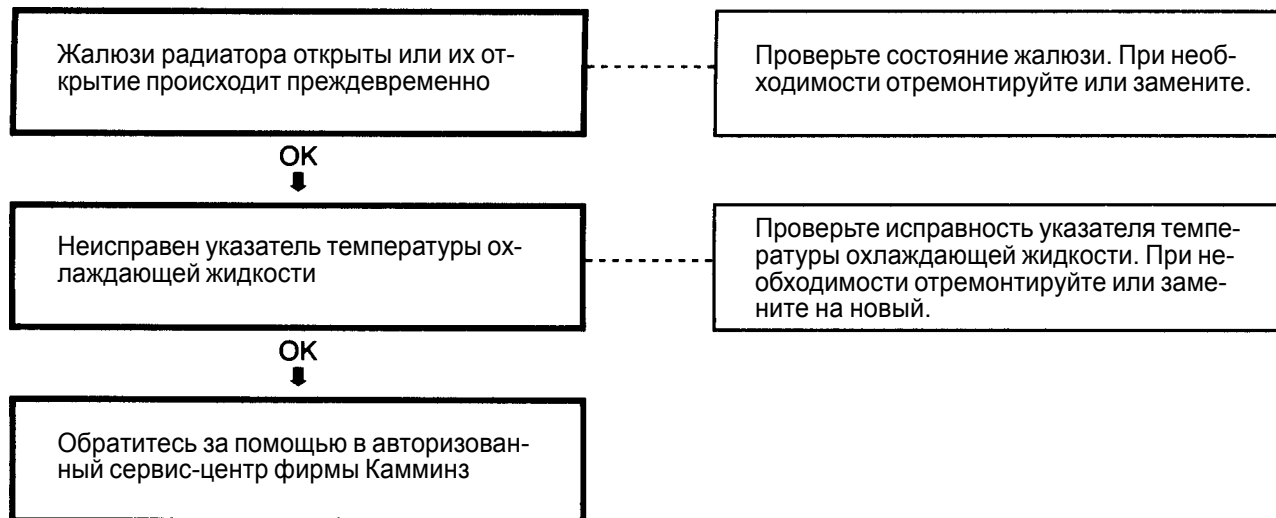 Жалюзи радиатора открыты или их от-
крытие происходит преждевременно
Проверьте состояние жалюзи. При необ-
ходимости отремонтируйте или замените.
OK
Неисправен указатель температуры ох-
лаждающей жидкости
Проверьте исправность указателя темпе-
ратуры охлаждающей жидкости. При не-
обходимости отремонтируйте или заме-
ните на новый.
OK
Обратитесь за помощью в авторизован-
ный сервис-центр фирмы Камминз